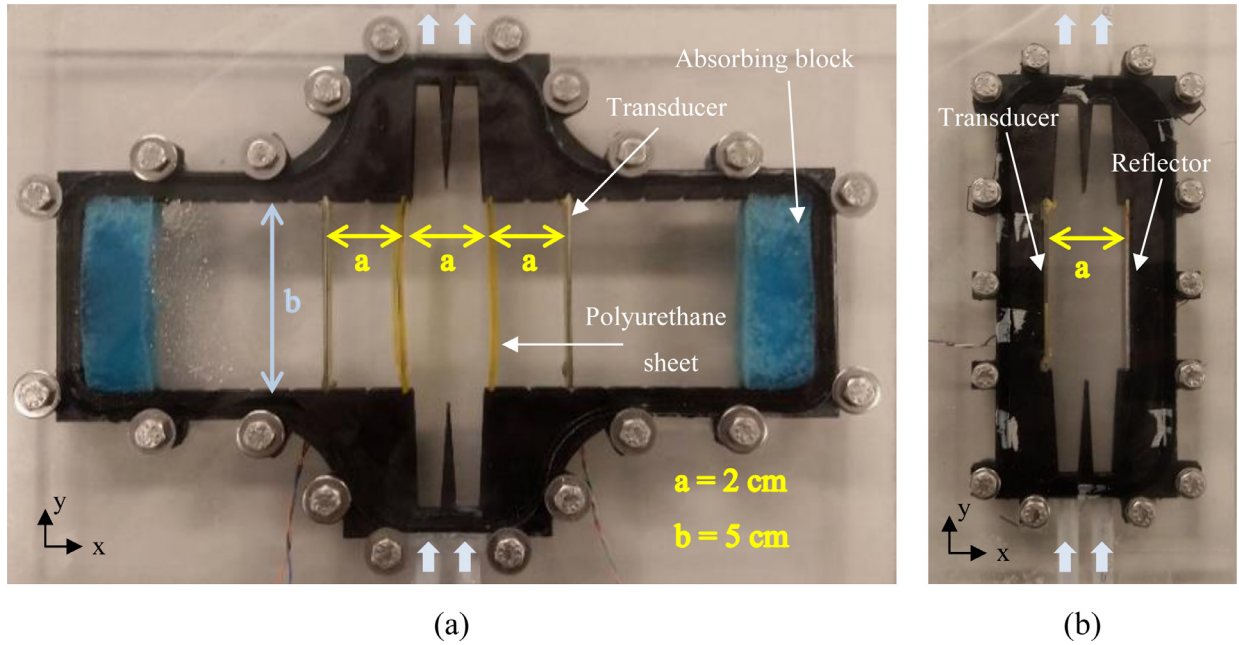 Absorbing block
Transducer
a a a
b
Polyurethane
sheet
a = 2 cm
b = 5 cm
y
x
(a)
Transducer
Reflector
a
y
x
(b)